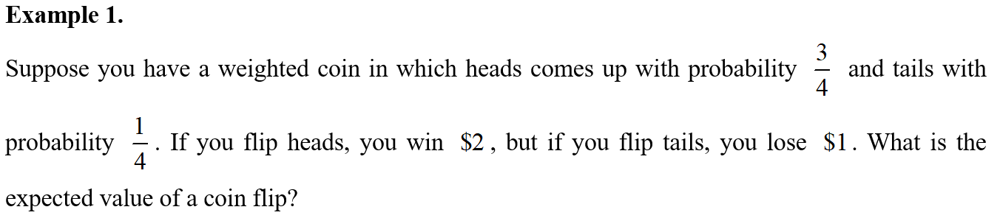 Example 1.
Suppose you have a weighted coin in which heads comes up with probability 3/4 and tails with
probability 1/4. If you flip heads, you win $2, but if you flip tails, you lose $1. What is the
expected value of a coin flip?